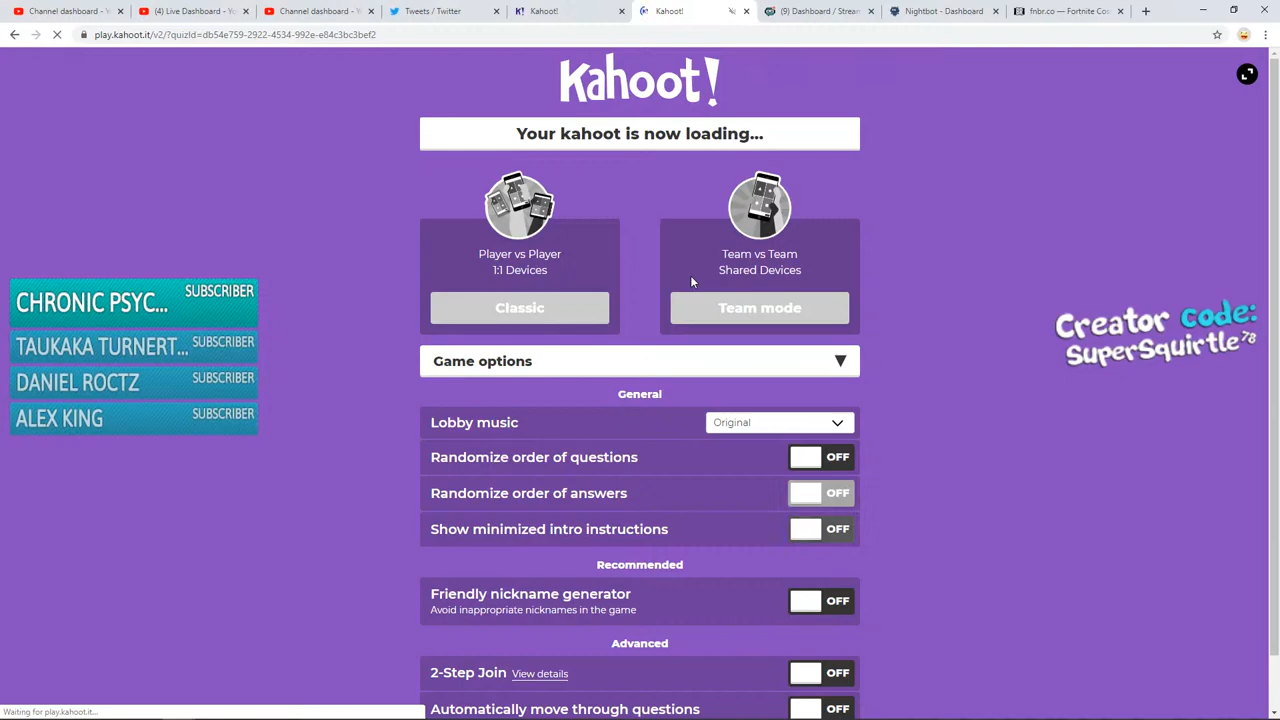 Channel dashboard - Yo
(4) Live Dashboard - You
Channel dashboard - You
Tweets / Twitter
Kahoot!
Kahoot!
(9) Dashboard / Stream
Nightbot - Dashboard
fnbr.co — Fortnite Co
play.kahoot.it/v2/?quizId=db54e759-2922-4534-992e-e84c3bc3bef2
Kahoot!
Your kahoot is now loading...
Player vs Player
1:1 Devices
Classic
Team vs Team
Shared Devices
Team mode
CHRONIC PSYC... SUBSCRIBER
TAUKAKA TURNERT... SUBSCRIBER
DANIEL ROCTZ SUBSCRIBER
ALEX KING SUBSCRIBER
Creator code:
SuperSquirtle78
Game options
General
Lobby music Original
Randomize order of questions OFF
Randomize order of answers OFF
Show minimized intro instructions OFF
Recommended
Friendly nickname generator OFF
Avoid inappropriate nicknames in the game
Advanced
2-Step Join View details OFF
Automatically move through questions OFF
Waiting for play.kahoot.it...